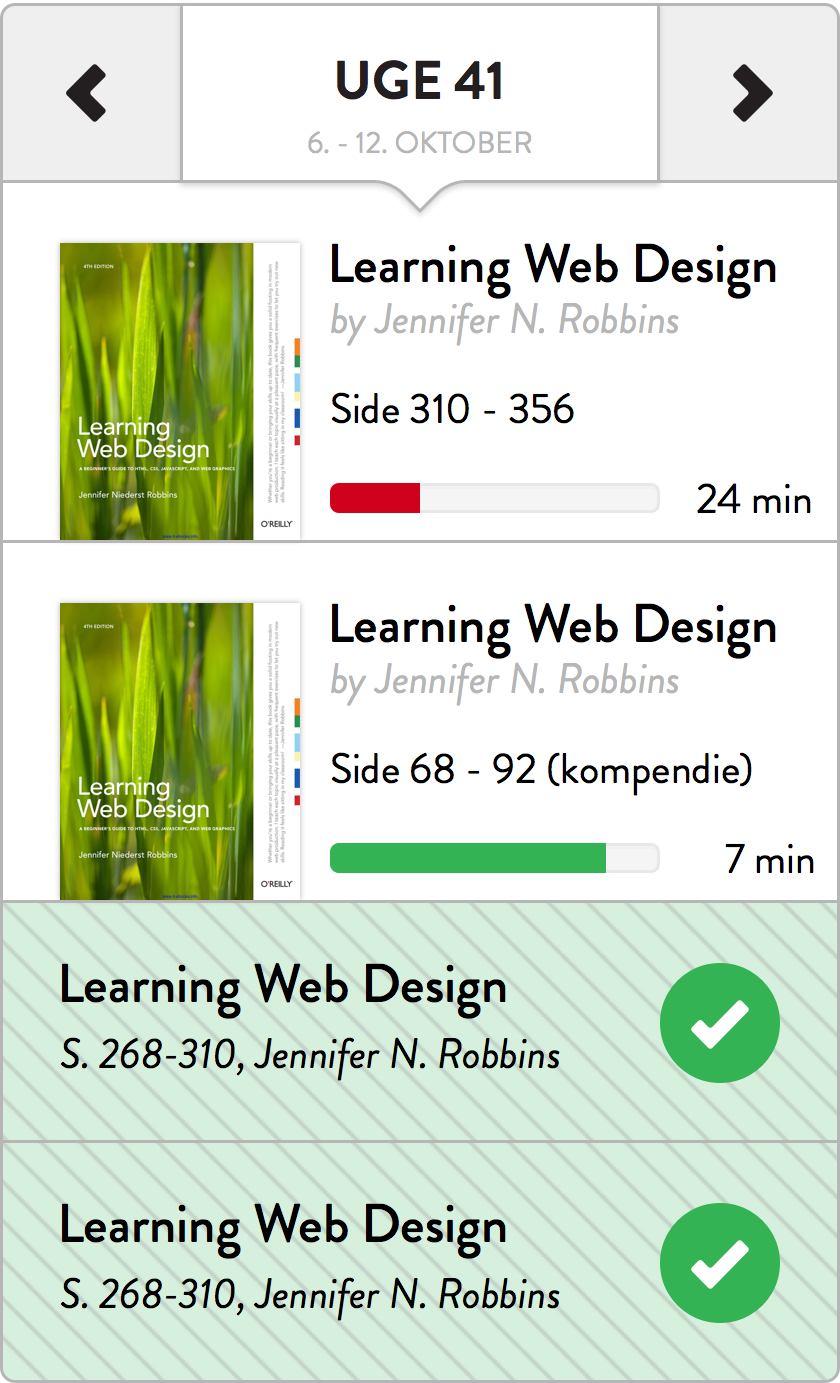 UGE 41
6. - 12. OKTOBER
4TH EDITION
Learning
Web Design
A BEGINNER'S GUIDE TO HTML, CSS, JAVASCRIPT, AND WEB GRAPHICS
Jennifer Niederst Robbins
O'REILLY
Learning Web Design
by Jennifer N. Robbins
Side 310 - 356
24 min
4TH EDITION
Learning
Web Design
A BEGINNER'S GUIDE TO HTML, CSS, JAVASCRIPT, AND WEB GRAPHICS
Jennifer Niederst Robbins
O'REILLY
Learning Web Design
by Jennifer N. Robbins
Side 68 - 92 (kompendie)
7 min
Learning Web Design
S. 268-310, Jennifer N. Robbins
Learning Web Design
S. 268-310, Jennifer N. Robbins